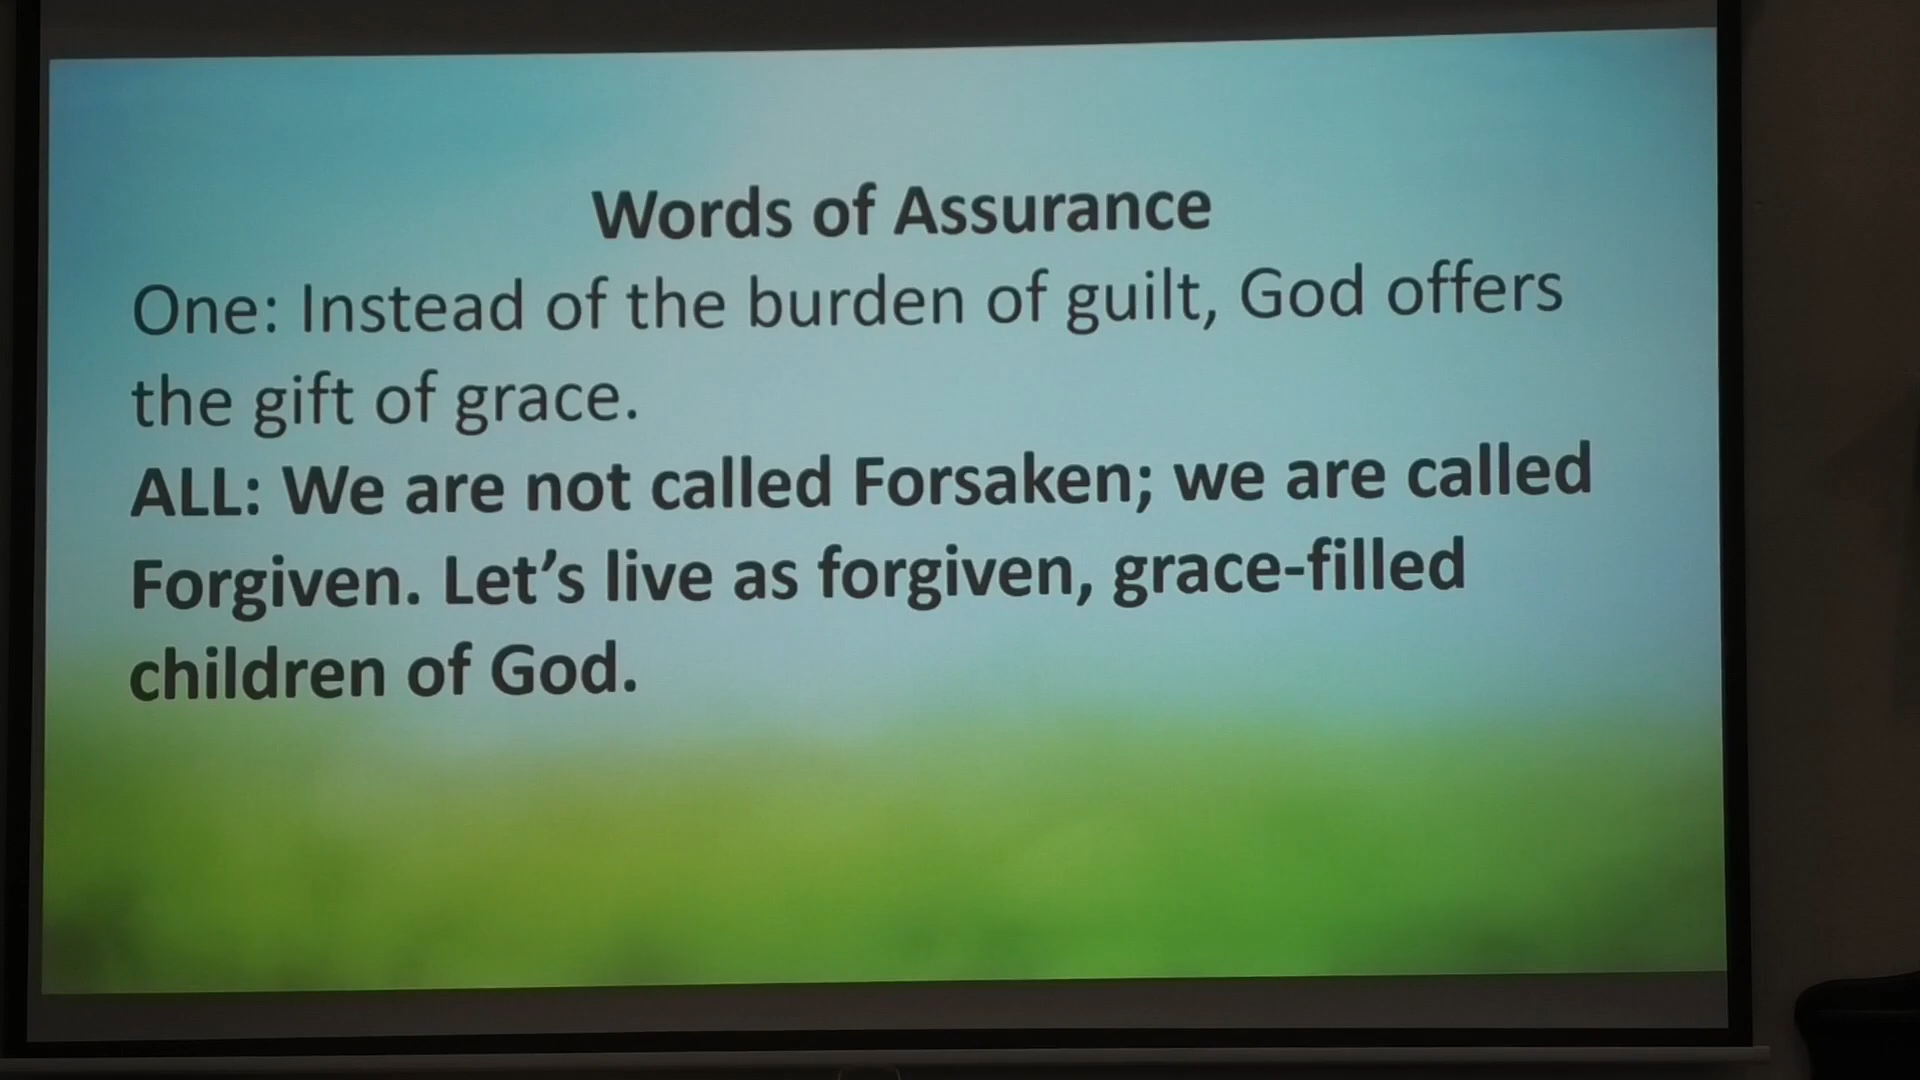 Words of Assurance
One: Instead of the burden of guilt, God offers
the gift of grace.
ALL: We are not called Forsaken; we are called
Forgiven. Let’s live as forgiven, grace-filled
children of God.